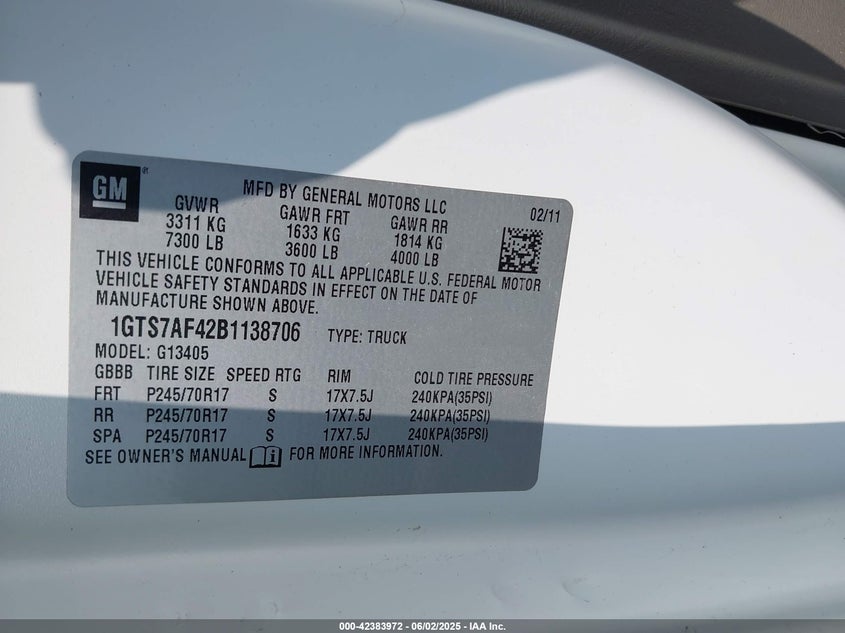 GM®
MFD BY GENERAL MOTORS LLC
02/11
GVWR GAWR FRT GAWR RR
3311 KG 1633 KG 1814 KG
7300 LB 3600 LB 4000 LB
THIS VEHICLE CONFORMS TO ALL APPLICABLE U.S. FEDERAL MOTOR
VEHICLE SAFETY STANDARDS IN EFFECT ON THE DATE OF
MANUFACTURE SHOWN ABOVE.
1GTS7AF42B1138706 TYPE: TRUCK
MODEL: G13405
GBBB TIRE SIZE SPEED RTG RIM COLD TIRE PRESSURE
FRT P245/70R17 S 17X7.5J 240KPA(35PSI)
RR P245/70R17 S 17X7.5J 240KPA(35PSI)
SPA P245/70R17 S 17X7.5J 240KPA(35PSI)
SEE OWNER'S MANUAL i FOR MORE INFORMATION.
000-42383972 - 06/02/2025 - IAA Inc.